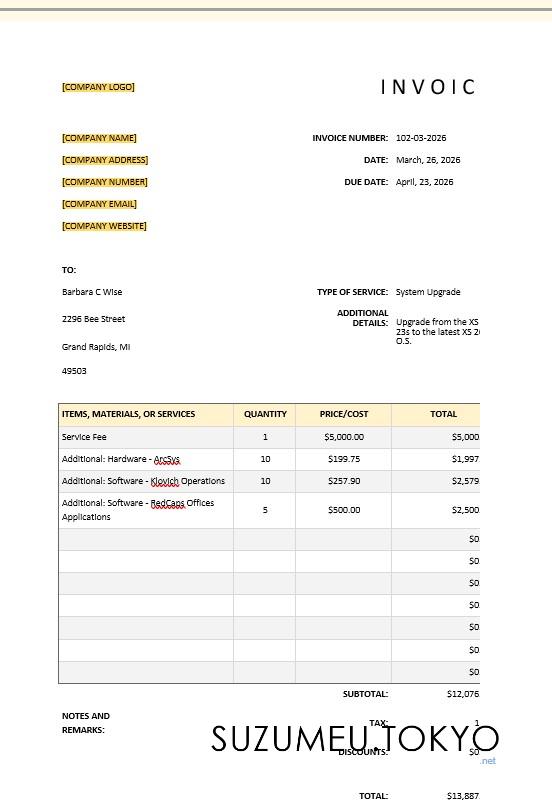 [COMPANY LOGO] INVOIC
[COMPANY NAME] INVOICE NUMBER: 102-03-2026
[COMPANY ADDRESS] DATE: March, 26, 2026
[COMPANY NUMBER] DUE DATE: April, 23, 2026
[COMPANY EMAIL]
[COMPANY WEBSITE]
TO:
Barbara C Wise TYPE OF SERVICE: System Upgrade
2296 Bee Street
Grand Rapids, MI
49503
ADDITIONAL
DETAILS:
Upgrade from the XS
23s to the latest XS 2
O.S.
ITEMS, MATERIALS, OR SERVICES QUANTITY PRICE/COST TOTAL
Service Fee 1 $5,000.00 $5,000
Additional: Hardware - ArcSys 10 $199.75 $1,997
Additional: Software - Klovich Operations 10 $257.90 $2,579
Additional: Software - RedCaps Offices
Applications 5 $500.00 $2,500
$0
$0
$0
$0
$0
$0
$0
SUBTOTAL: $12,076
NOTES AND
REMARKS:
TAX: 1
DISCOUNTS: $0
SUZUMEU.TOKYO
.net
TOTAL: $13,887